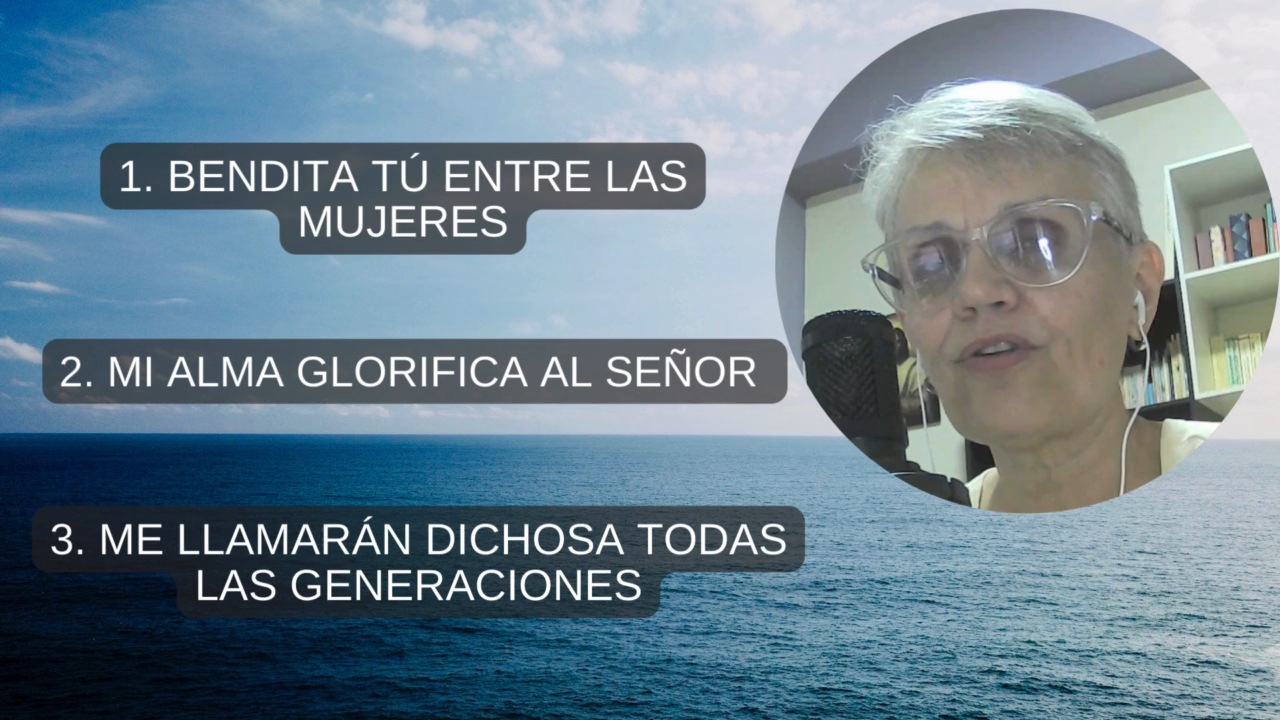 1. BENDITA TÚ ENTRE LAS
MUJERES
2. MI ALMA GLORIFICA AL SEÑOR
3. ME LLAMARÁN DICHOSA TODAS
LAS GENERACIONES